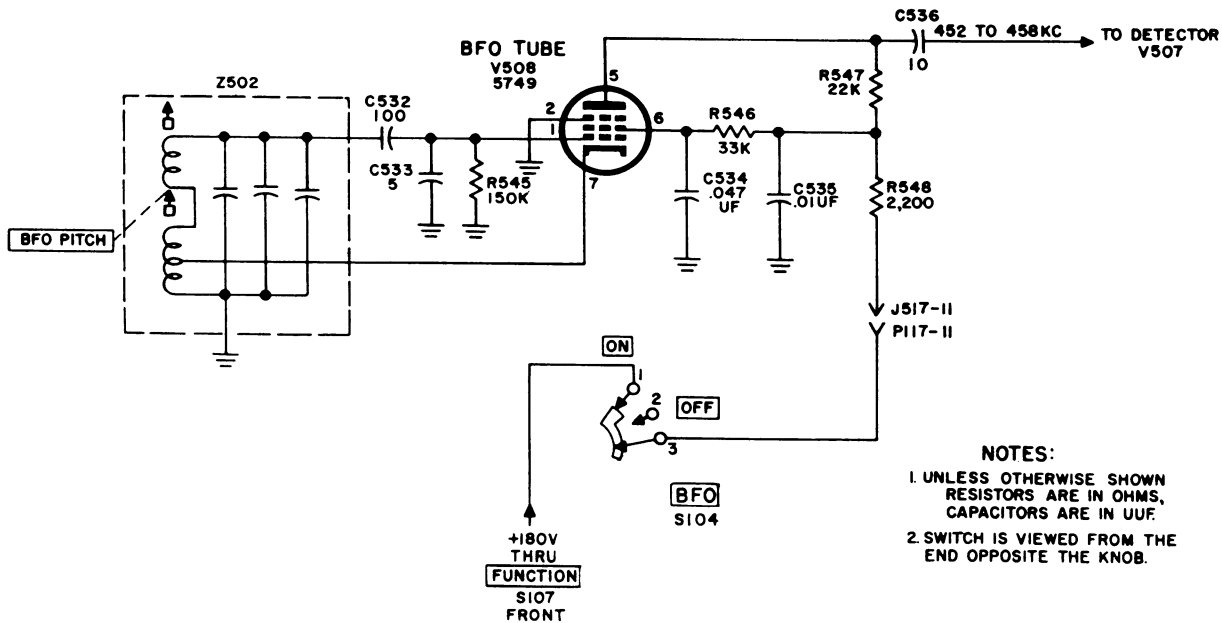 C536
452 TO 458KC
TO DETECTOR
V507
10
BFO TUBE
V508
5749
5
R547
22K
Z502
C532
100
2
1
6
R546
33K
C533
5
R545
150K
7
C534
.047
UF
C535
.01UF
R548
2,200
BFO PITCH
J517-11
P117-11
ON
1
2
OFF
3
BFO
S104
+180V
THRU
FUNCTION
S107
FRONT
NOTES:
1. UNLESS OTHERWISE SHOWN
RESISTORS ARE IN OHMS,
CAPACITORS ARE IN UUF.
2. SWITCH IS VIEWED FROM THE
END OPPOSITE THE KNOB.